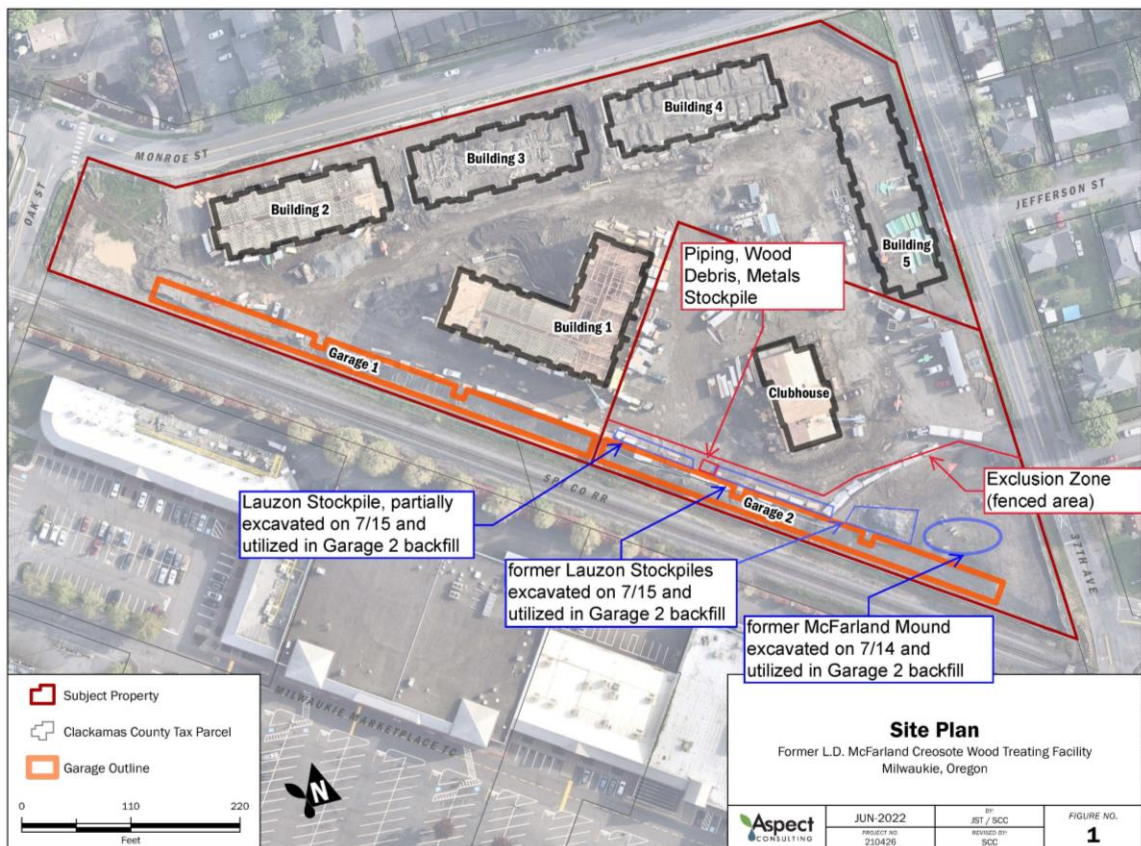 MONROE ST
OAK ST
JEFFERSON ST
37TH AVE
Building 4
Building 3
Building 2
Building 5
Building 1
Clubhouse
Garage 1
Garage 2
SPT CO RR
MILWAUKIE MARKETPLACE TC
Piping, Wood
Debris, Metals
Stockpile
Exclusion Zone
(fenced area)
Lauzon Stockpile, partially
excavated on 7/15 and
utilized in Garage 2 backfill
former Lauzon Stockpiles
excavated on 7/15 and
utilized in Garage 2 backfill
former McFarland Mound
excavated on 7/14 and
utilized in Garage 2 backfill
Subject Property
Clackamas County Tax Parcel
Garage Outline
0 110 220
Feet
N
Site Plan
Former L.D. McFarland Creosote Wood Treating Facility
Milwaukie, Oregon
Aspect
CONSULTING
JUN-2022
PROJECT NO.
210426
BY:
JST / SCC
REVISED BY:
SCC
FIGURE NO.
1